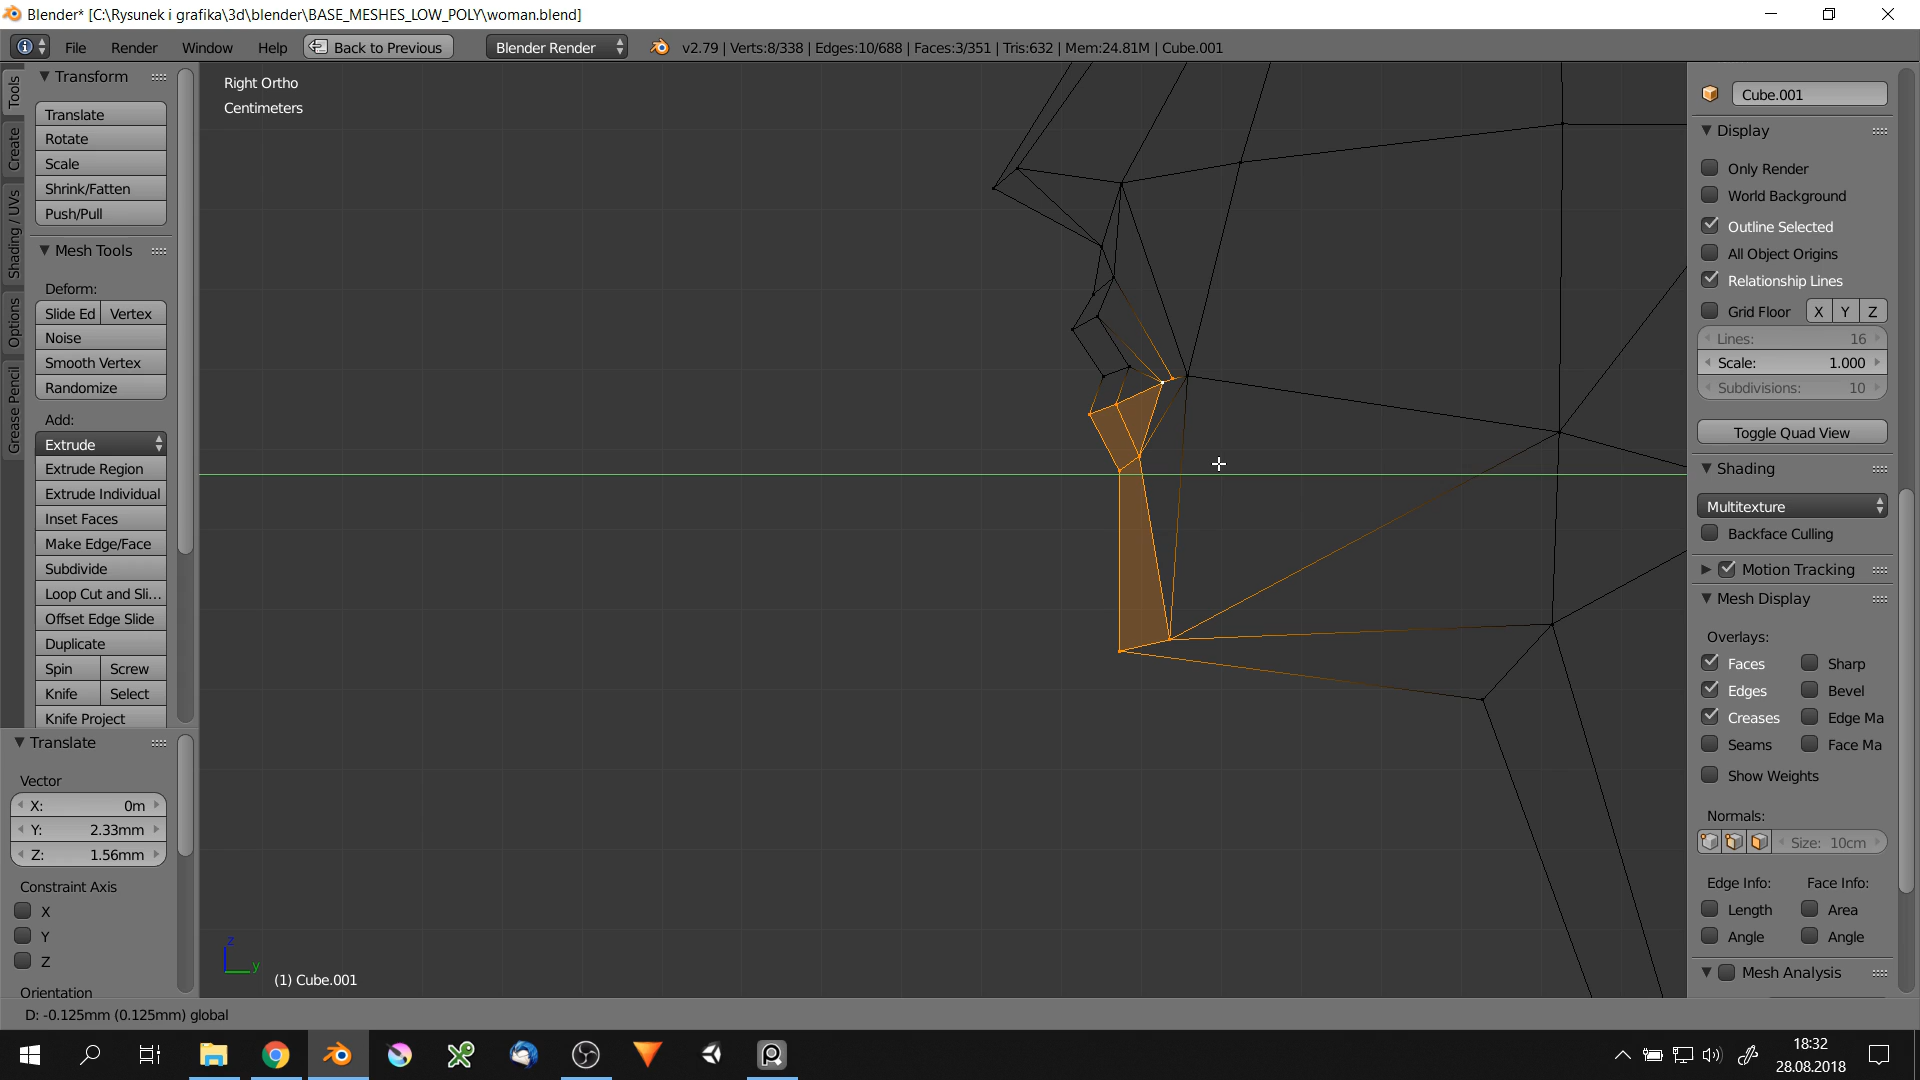 Blender* [C:\Rysunek i grafika\3d\blender\BASE_MESHES_LOW_POLY\woman.blend]
File Render Window Help Back to Previous Blender Render v2.79 | Verts:8/338 | Edges:10/688 | Faces:3/351 | Tris:632 | Mem:24.81M | Cube.001
Tools
Create
Shading / UVs
Options
Grease Pencil
Transform
Translate
Rotate
Scale
Shrink/Fatten
Push/Pull
Mesh Tools
Deform:
Slide Ed Vertex
Noise
Smooth Vertex
Randomize
Add:
Extrude
Extrude Region
Extrude Individual
Inset Faces
Make Edge/Face
Subdivide
Loop Cut and Sli...
Offset Edge Slide
Duplicate
Spin Screw
Knife Select
Knife Project
Translate
Vector
X: 0m
Y: 2.33mm
Z: 1.56mm
Constraint Axis
X
Y
Z
Orientation
Right Ortho
Centimeters
z
y
(1) Cube.001
Cube.001
Display
Only Render
World Background
Outline Selected
All Object Origins
Relationship Lines
Grid Floor X Y Z
Lines: 16
Scale: 1.000
Subdivisions: 10
Toggle Quad View
Shading
Multitexture
Backface Culling
Motion Tracking
Mesh Display
Overlays:
Faces Sharp
Edges Bevel
Creases Edge Ma
Seams Face Ma
Show Weights
Normals:
Size: 10cm
Edge Info: Face Info:
Length Area
Angle Angle
Mesh Analysis
D: -0.125mm (0.125mm) global
18:32
28.08.2018